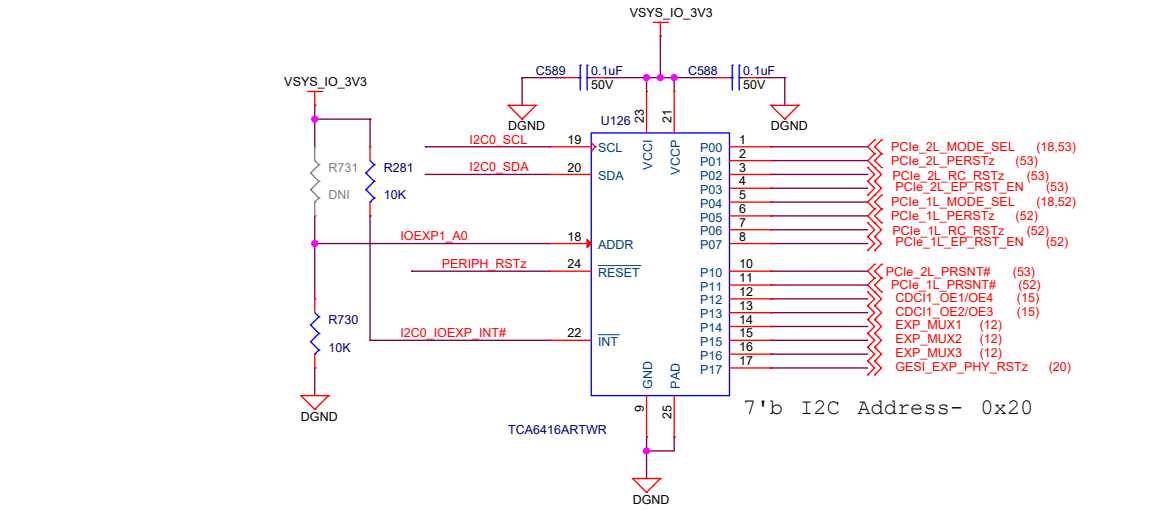 VSYS_IO_3V3
C589
0.1uF
50V
C588
0.1uF
50V
VSYS_IO_3V3
DGND
DGND
U126
23
21
R731
DNI
R281
10K
I2C0_SCL
19
SCL
I2C0_SDA
20
SDA
VCCI
VCCP
IOEXP1_A0
18
ADDR
PERIPH_RSTz
24
RESET
I2C0_IOEXP_INT#
22
INT
R730
10K
DGND
P00 1 PCIe_2L_MODE_SEL (18,53)
P01 2 PCIe_2L_PERSTz (53)
P02 3 PCIe_2L_RC_RSTz (53)
P03 4 PCIe_2L_EP_RST_EN (53)
P04 5 PCIe_1L_MODE_SEL (18,52)
P05 6 PCIe_1L_PERSTz (52)
P06 7 PCIe_1L_RC_RSTz (52)
P07 8 PCIe_1L_EP_RST_EN (52)
P10 10 PCIe_2L_PRSNT# (53)
P11 11 PCIe_1L_PRSNT# (52)
P12 12 CDCI1_OE1/OE4 (15)
P13 13 CDCI1_OE2/OE3 (15)
P14 14 EXP_MUX1 (12)
P15 15 EXP_MUX2 (12)
P16 16 EXP_MUX3 (12)
P17 17 GESI_EXP_PHY_RSTz (20)
GND
PAD
9
25
7'b I2C Address- 0x20
TCA6416ARTWR
DGND